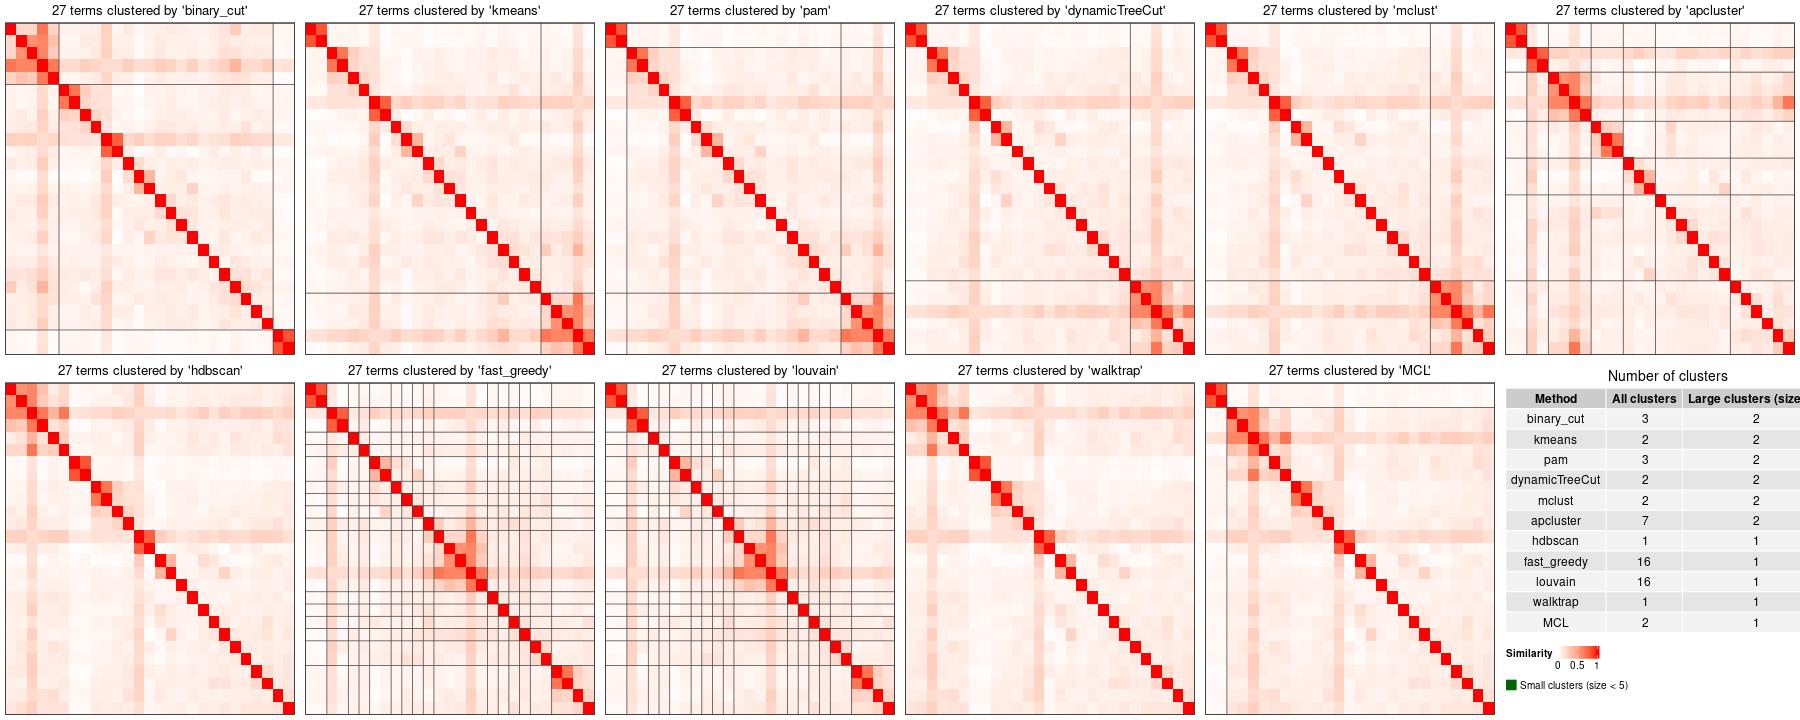 27 terms clustered by 'binary_cut'
27 terms clustered by 'kmeans'
27 terms clustered by 'pam'
27 terms clustered by 'dynamicTreeCut'
27 terms clustered by 'mclust'
27 terms clustered by 'apcluster'
27 terms clustered by 'hdbscan'
27 terms clustered by 'fast_greedy'
27 terms clustered by 'louvain'
27 terms clustered by 'walktrap'
27 terms clustered by 'MCL'
Number of clusters
Method All clusters Large clusters (size
binary_cut 3 2
kmeans 2 2
pam 3 2
dynamicTreeCut 2 2
mclust 2 2
apcluster 7 2
hdbscan 1 1
fast_greedy 16 1
louvain 16 1
walktrap 1 1
MCL 2 1
Similarity
0 0.5 1
Small clusters (size < 5)